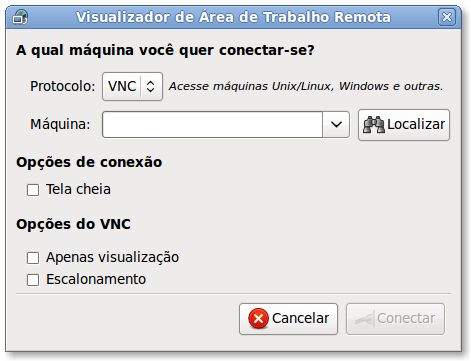 Visualizador de Área de Trabalho Remota
A qual máquina você quer conectar-se?
Protocolo: VNC Acesse máquinas Unix/Linux, Windows e outras.
Máquina: Localizar
Opções de conexão
Tela cheia
Opções do VNC
Apenas visualização
Escalonamento
Cancelar Conectar